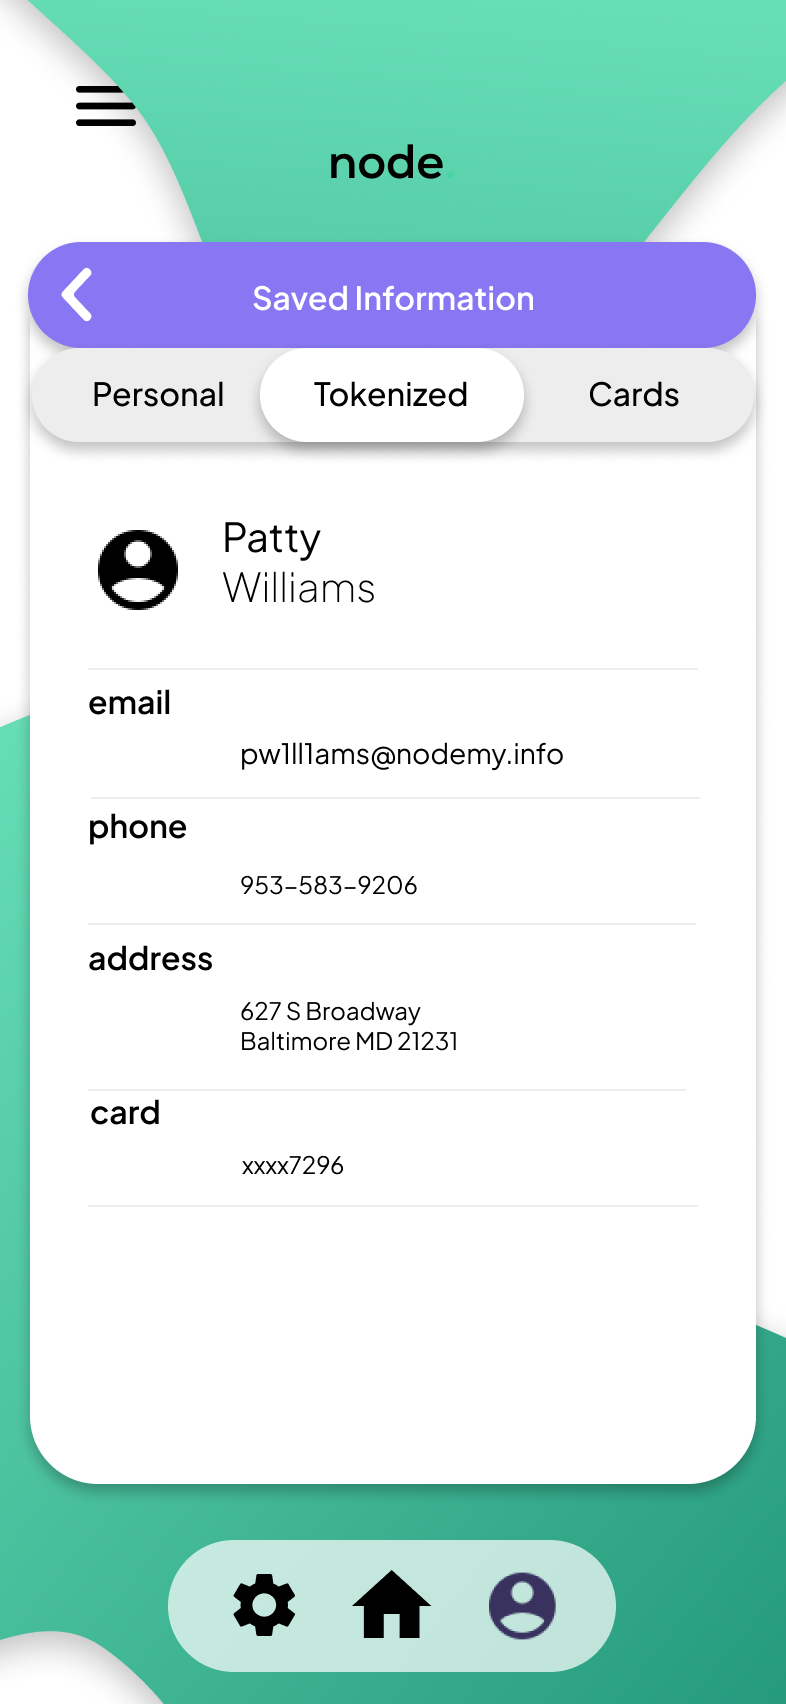 node.
Saved Information
Personal Tokenized Cards
Patty
Williams
email
pw1ll1ams@nodemy.info
phone
953-583-9206
address
627 S Broadway
Baltimore MD 21231
card
xxxx7296